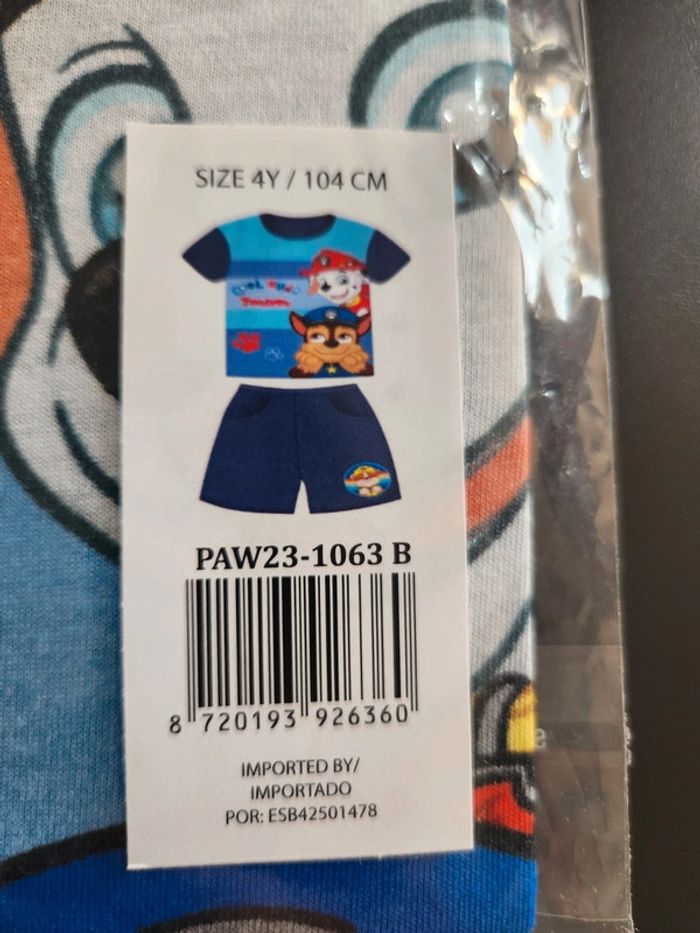 SIZE 4Y / 104 CM
PAW23-1063 B
8 720193 926360
IMPORTED BY/
IMPORTADO
POR: ESB42501478